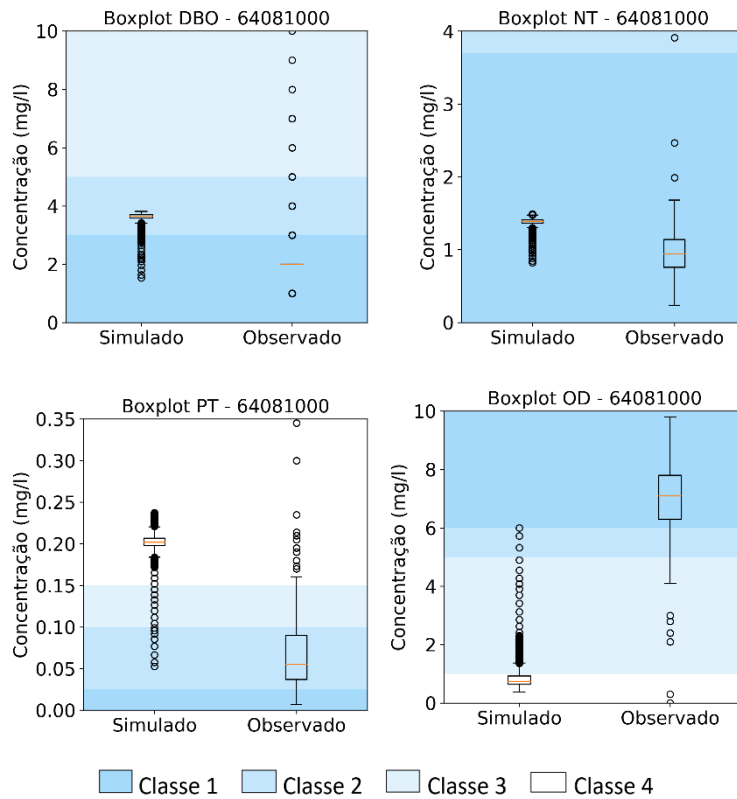 Boxplot DBO - 64081000
Concentração (mg/l)
10
8
6
4
2
0
Simulado Observado
Boxplot NT - 64081000
Concentração (mg/l)
4
3
2
1
0
Simulado Observado
Boxplot PT - 64081000
Concentração (mg/l)
0.35
0.30
0.25
0.20
0.15
0.10
0.05
0.00
Simulado Observado
Boxplot OD - 64081000
Concentração (mg/l)
10
8
6
4
2
0
Simulado Observado
Classe 1 Classe 2 Classe 3 Classe 4